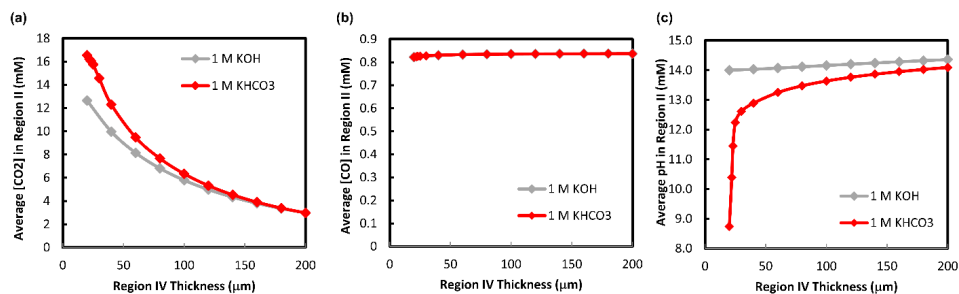 (a)
Average [CO2] in Region II (mM)
18
16
14
12
10
8
6
4
2
0
1 M KOH
1 M KHCO3
0
50
100
150
200
Region IV Thickness (μm)
(b)
Average [CO] in Region II (mM)
0.9
0.8
0.7
0.6
0.5
0.4
0.3
0.2
0.1
0
1 M KOH
1 M KHCO3
0
50
100
150
200
Region IV Thickness (μm)
(c)
Average pH in Region II (mM)
15.0
14.0
13.0
12.0
11.0
10.0
9.0
8.0
1 M KOH
1 M KHCO3
0
50
100
150
200
Region IV Thickness (μm)